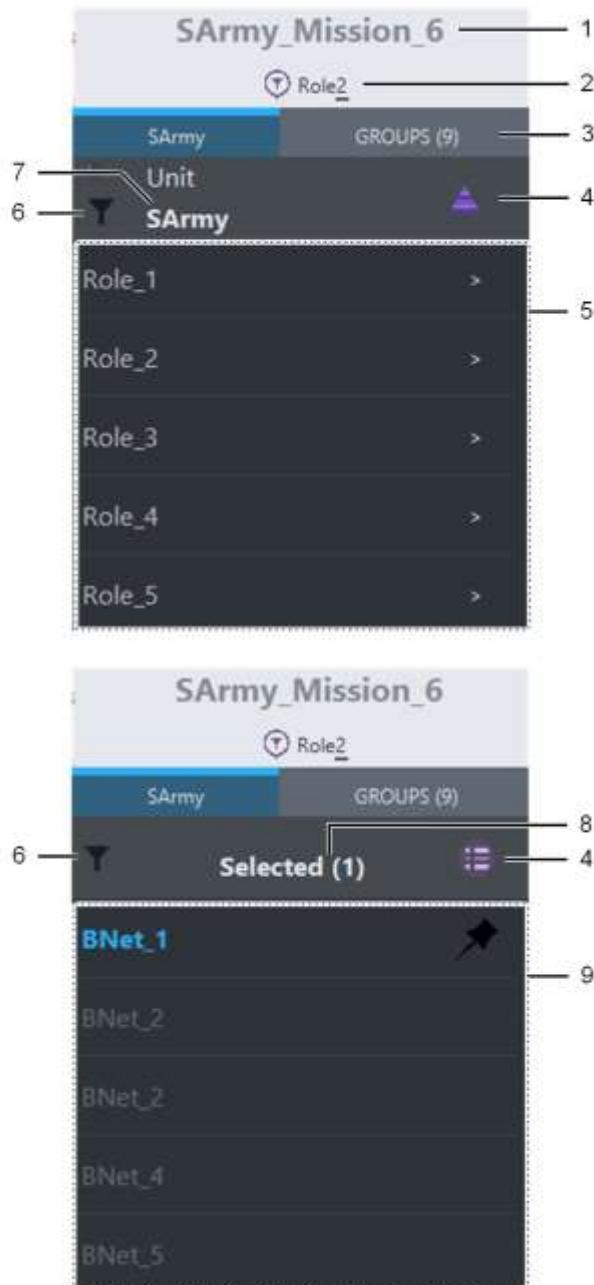 SArmy_Mission_6 1
Role2 2
SArmy GROUPS (9) 3
7 Unit
6 SArmy 4
Role_1 >
5
Role_2 >
Role_3 >
Role_4 >
Role_5 >
SArmy_Mission_6
Role2
SArmy GROUPS (9)
8
6 Selected (1) 4
BNet_1
9
BNet_2
BNet_2
BNet_4
BNet_5